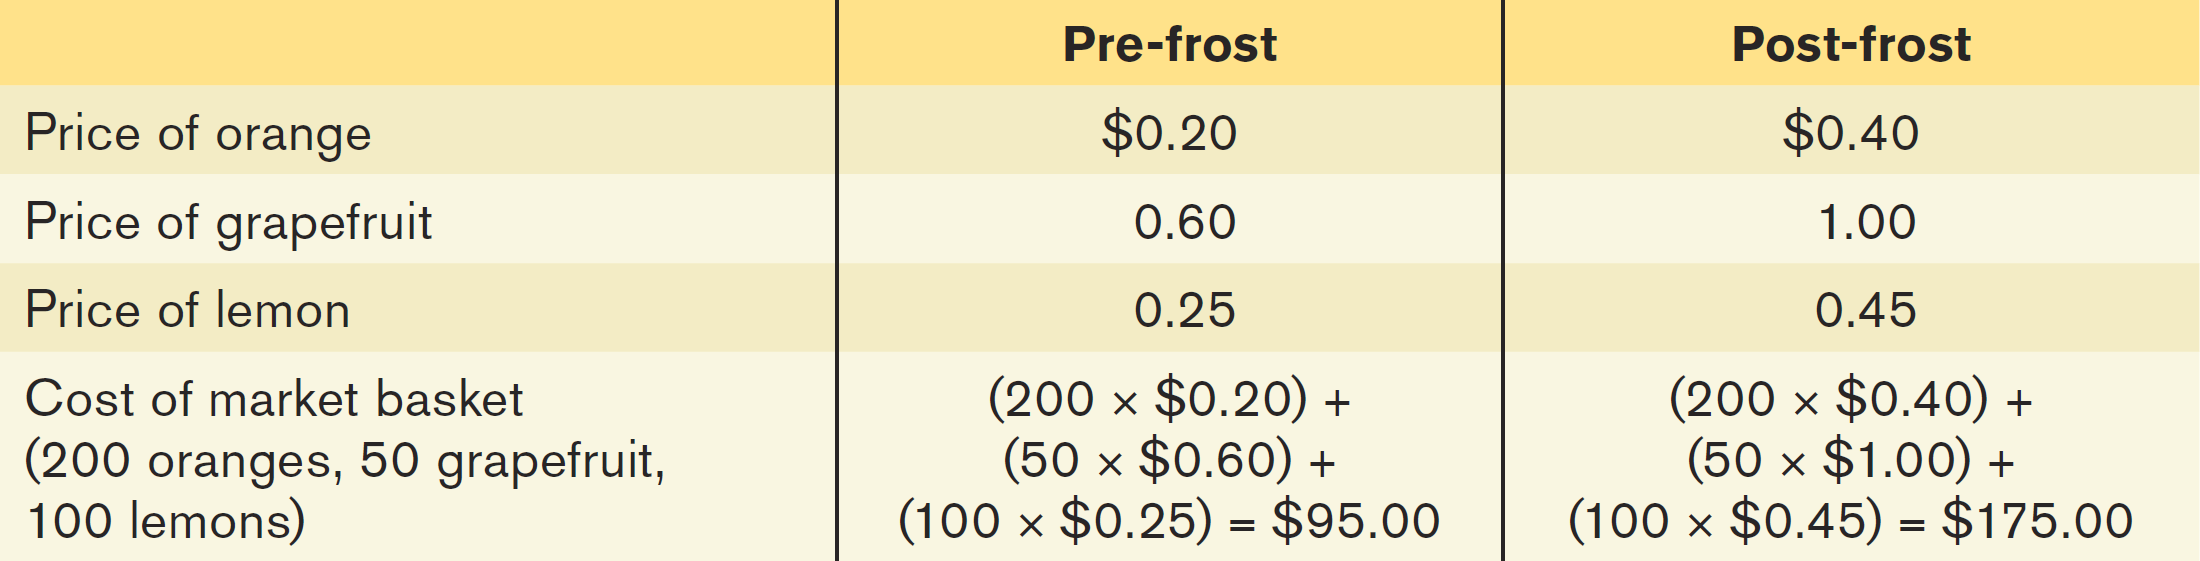 Pre-frost Post-frost
Price of orange $0.20 $0.40
Price of grapefruit 0.60 1.00
Price of lemon 0.25 0.45
Cost of market basket (200 × $0.20) + (200 × $0.40) +
(200 oranges, 50 grapefruit, (50 × $0.60) + (50 × $1.00) +
100 lemons) (100 × $0.25) = $95.00 (100 × $0.45) = $175.00